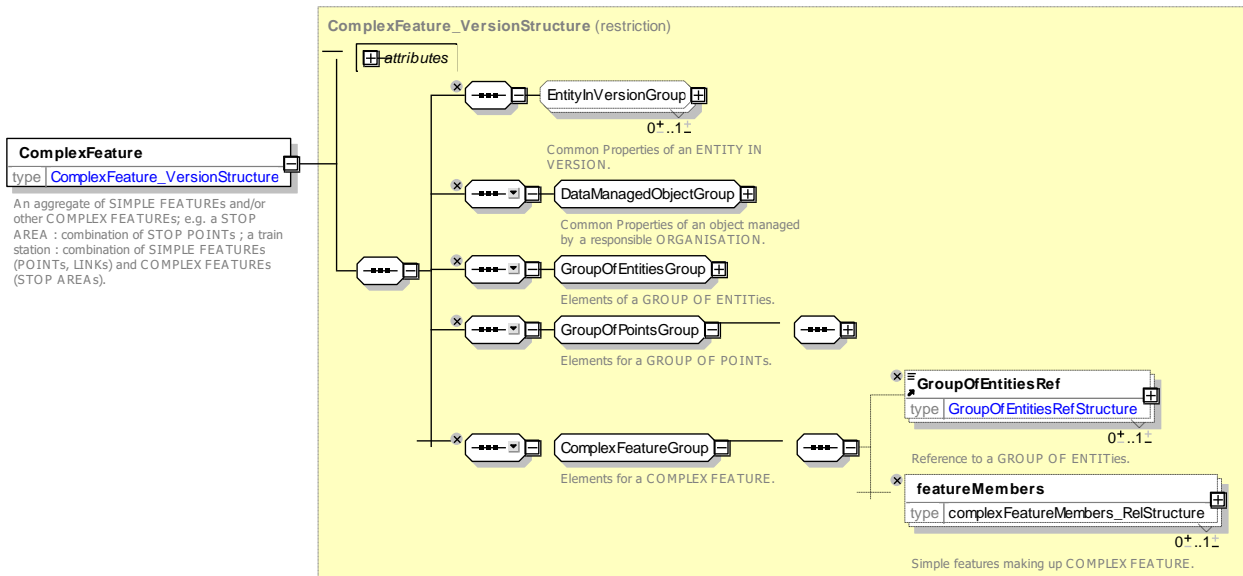 ComplexFeature_VersionStructure (restriction)
attributes
EntityInVersionGroup
0..1
Common Properties of an ENTITY IN
VERSION.
ComplexFeature
type ComplexFeature_VersionStructure
An aggregate of SIMPLE FEATUREs and/or
other COMPLEX FEATUREs; e.g. a STOP
AREA : combination of STOP POINTs ; a train
station : combination of SIMPLE FEATUREs
(POINTs, LINKs) and COMPLEX FEATUREs
(STOP AREAs).
DataManagedObjectGroup
Common Properties of an object managed
by a responsible ORGANISATION.
GroupOfEntitiesGroup
Elements of a GROUP OF ENTITies.
GroupOfPointsGroup
Elements for a GROUP OF POINTs.
ComplexFeatureGroup
Elements for a COMPLEX FEATURE.
GroupOfEntitiesRef
type GroupOfEntitiesRefStructure
0..1
Reference to a GROUP OF ENTITies.
featureMembers
type complexFeatureMembers_RelStructure
0..1
Simple features making up COMPLEX FEATURE.